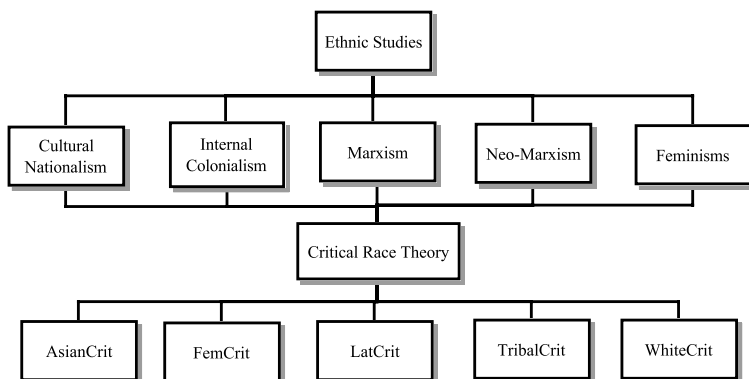 Ethnic Studies
Cultural
Nationalism
Internal
Colonialism
Marxism
Neo-Marxism
Feminisms
Critical Race Theory
AsianCrit
FemCrit
LatCrit
TribalCrit
WhiteCrit